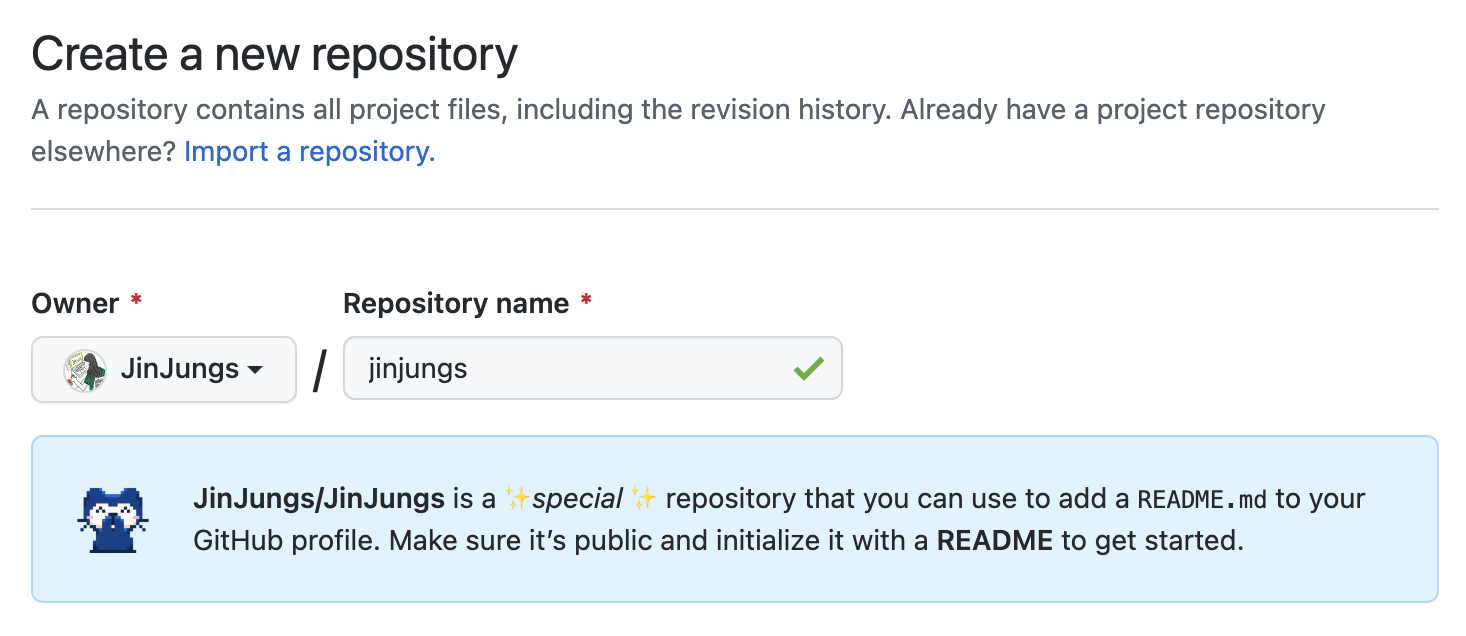 Create a new repository
A repository contains all project files, including the revision history. Already have a project repository
elsewhere? Import a repository.
Owner * Repository name *
JinJungs / jinjungs
JinJungs/JinJungs is a ✨special ✨ repository that you can use to add a README.md to your
GitHub profile. Make sure it’s public and initialize it with a README to get started.